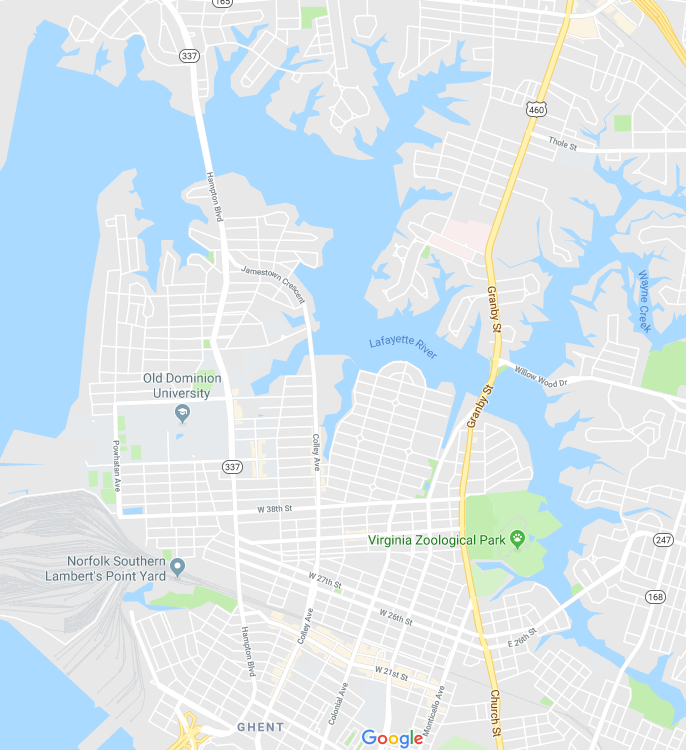 165
337
460
Thole St
Hampton Blvd
Jamestown Crescent
Wayne Creek
Granby St
Lafayette River
Willow Wood Dr
Old Dominion
University
Granby St
Powhatan Ave
Colley Ave
337
W 38th St
Virginia Zoological Park
247
Norfolk Southern
Lambert's Point Yard
W 27th St
168
W 26th St
Colley Ave
Hampton Blvd
E 26th St
W 21st St
Colonial Ave
Monticello Ave
Church St
GHENT
Google